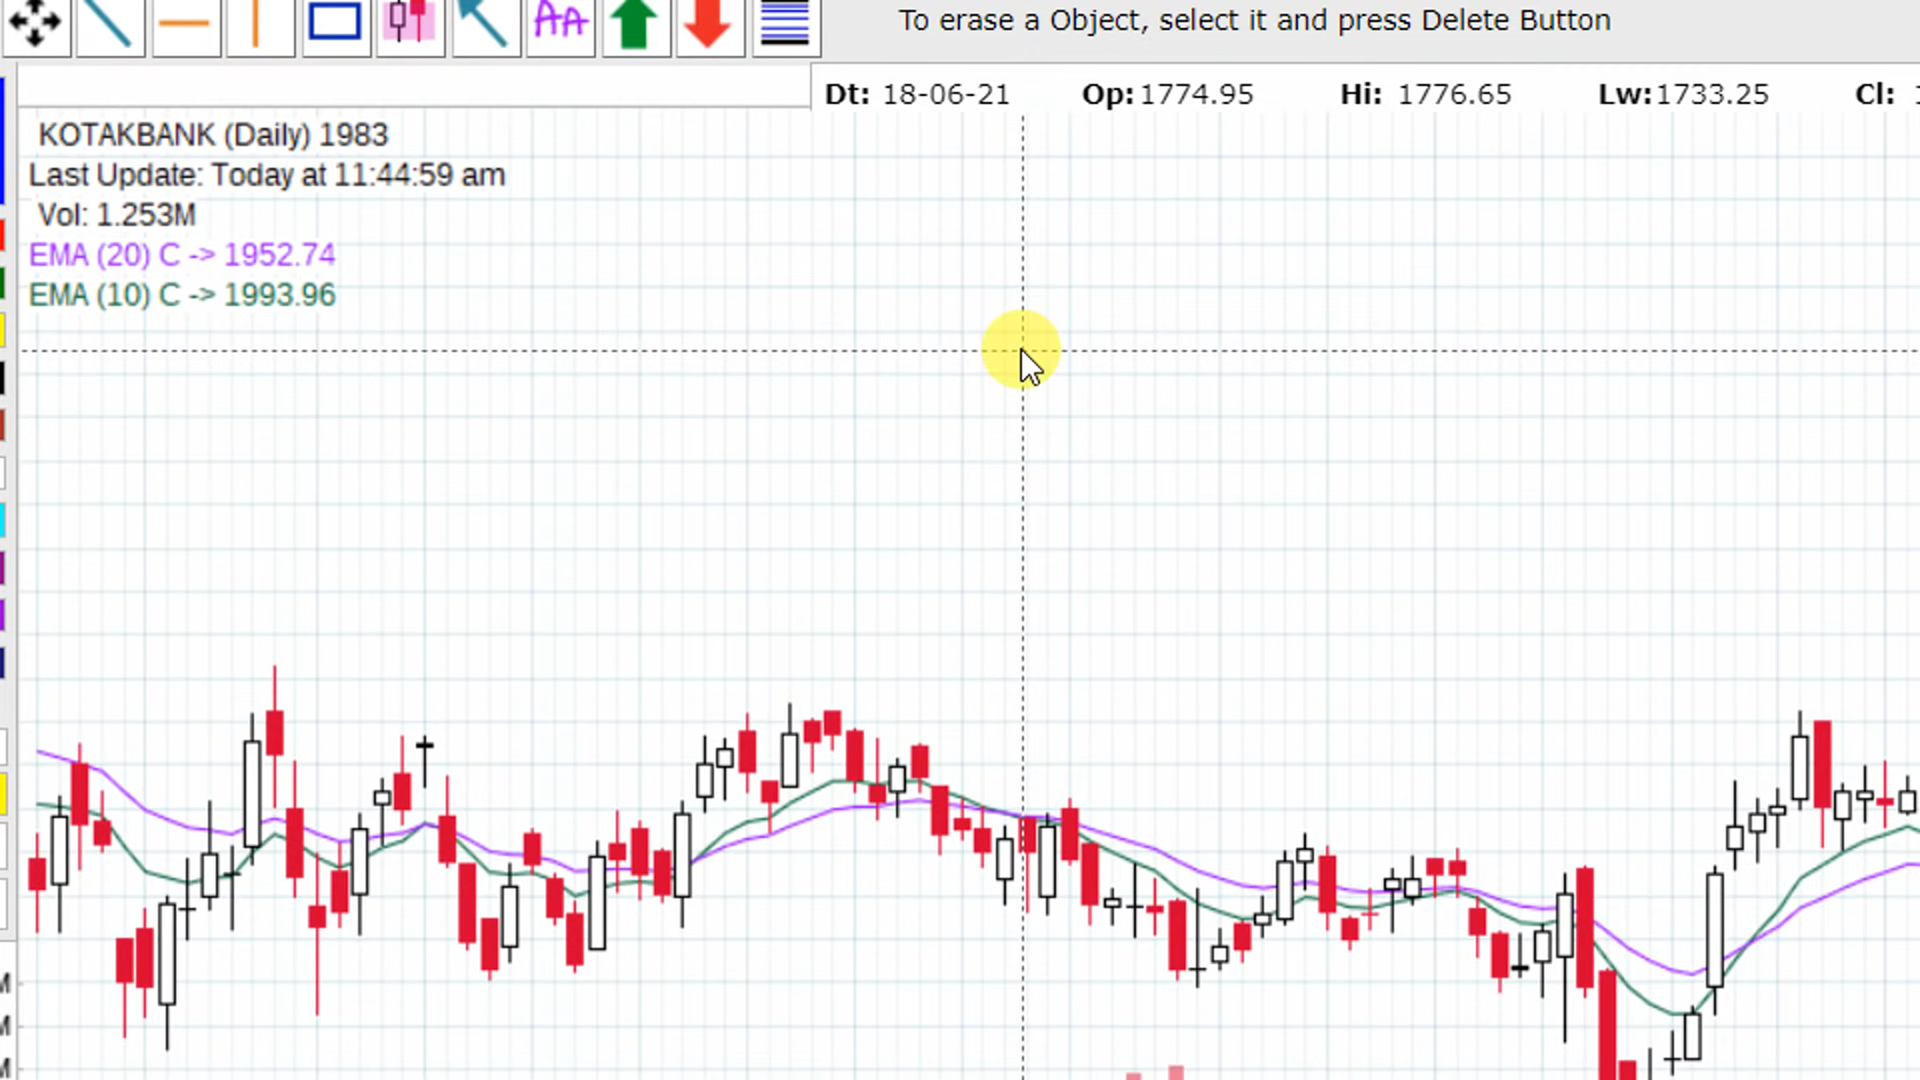 AA
To erase a Object, select it and press Delete Button
Dt: 18-06-21 Op: 1774.95 Hi: 1776.65 Lw: 1733.25 Cl:
KOTAKBANK (Daily) 1983
Last Update: Today at 11:44:59 am
Vol: 1.253M
EMA (20) C -> 1952.74
EMA (10) C -> 1993.96
M
M
M